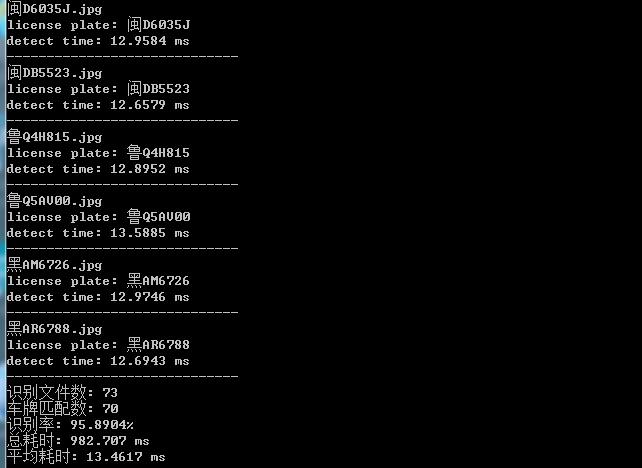 闽D6035J.jpg
license plate: 闽D6035J
detect time: 12.9584 ms
------------------------------
闽DB5523.jpg
license plate: 闽DB5523
detect time: 12.6579 ms
------------------------------
鲁Q4H815.jpg
license plate: 鲁Q4H815
detect time: 12.8952 ms
------------------------------
鲁Q5AV00.jpg
license plate: 鲁Q5AV00
detect time: 13.5885 ms
------------------------------
黑AM6726.jpg
license plate: 黑AM6726
detect time: 12.9746 ms
------------------------------
黑AR6788.jpg
license plate: 黑AR6788
detect time: 12.6943 ms
------------------------------
识别文件数: 73
车牌匹配数: 70
识别率: 95.8904%
总耗时: 982.707 ms
平均耗时: 13.4617 ms